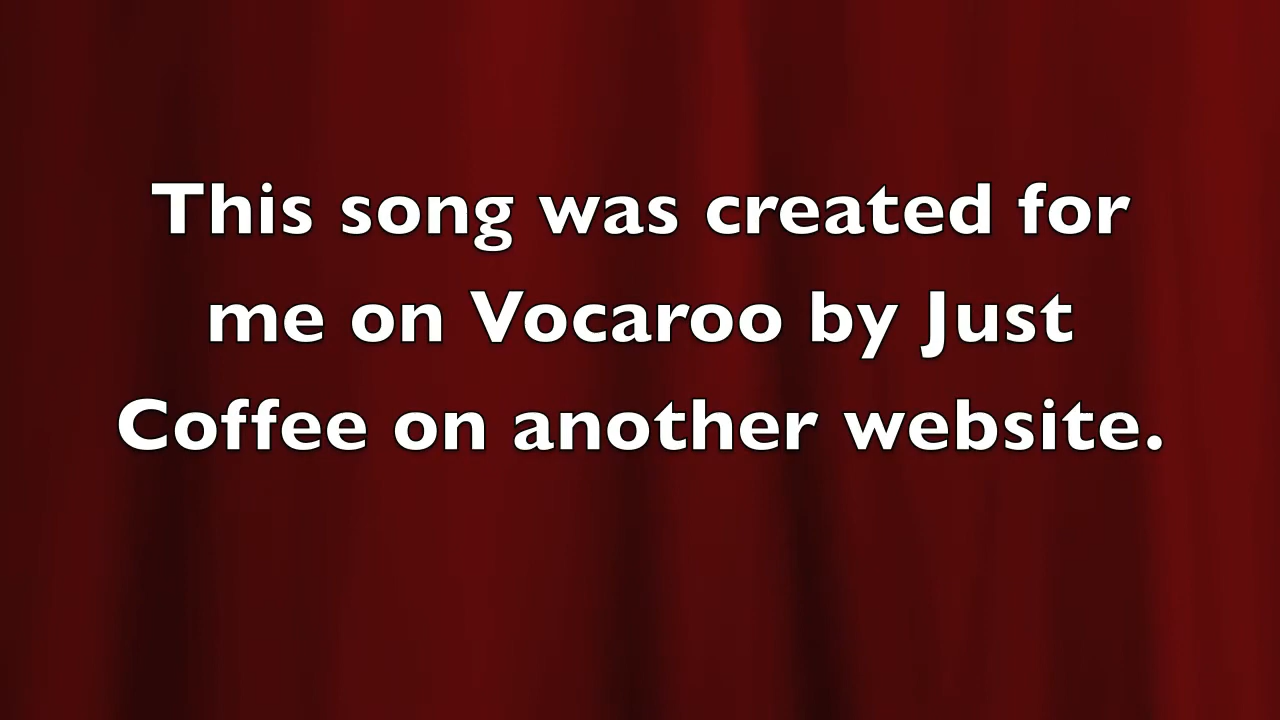 This song was created for
me on Vocaroo by Just
Coffee on another website.